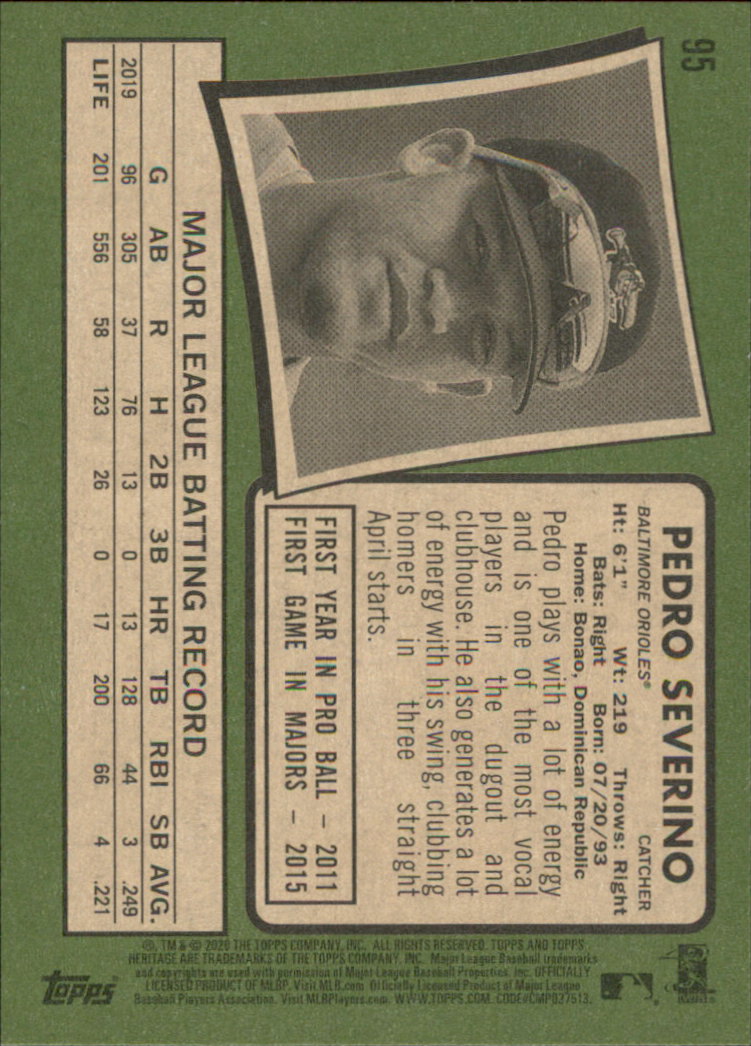 95
PEDRO SEVERINO
BALTIMORE ORIOLES® CATCHER
Ht: 6'1" Wt: 219 Throws: Right
Bats: Right Born: 07/20/93
Home: Bonao, Dominican Republic
Pedro plays with a lot of energy
and is one of the most vocal
players in the dugout and
clubhouse. He also generates a lot
of energy with his swing, clubbing
homers in three straight
April starts.
FIRST YEAR IN PRO BALL – 2011
FIRST GAME IN MAJORS – 2015
MAJOR LEAGUE BATTING RECORD
G AB R H 2B 3B HR TB RBI SB AVG.
2019 96 305 37 76 13 0 13 128 44 3 .249
LIFE 201 556 58 123 26 0 17 200 66 4 .221
®, TM & © 2020 THE TOPPS COMPANY, INC. ALL RIGHTS RESERVED. TOPPS AND TOPPS
HERITAGE ARE TRADEMARKS OF THE TOPPS COMPANY, INC. Major League Baseball trademarks
and copyrights are used with permission of Major League Baseball Properties, Inc. OFFICIALLY
LICENSED PRODUCT OF MLBP. Visit MLB.com Officially Licensed Product of Major League
Baseball Players Association. Visit MLBPlayers.com. WWW.TOPPS.COM. CODE#CMP027513.
topps